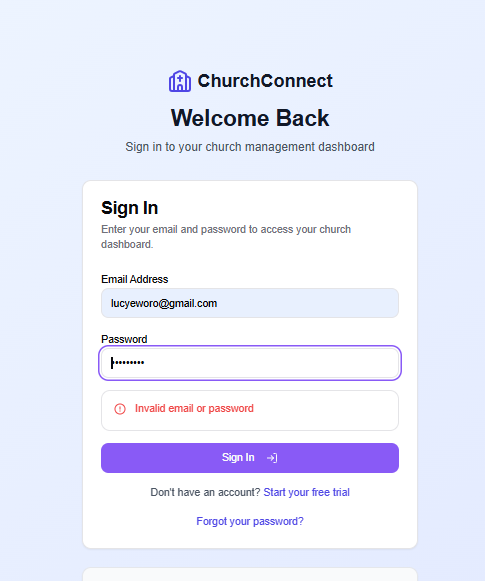 ChurchConnect
Welcome Back
Sign in to your church management dashboard
Sign In
Enter your email and password to access your church
dashboard.
Email Address
lucyeworo@gmail.com
Password
•••••••••
Invalid email or password
Sign In
Don't have an account? Start your free trial
Forgot your password?